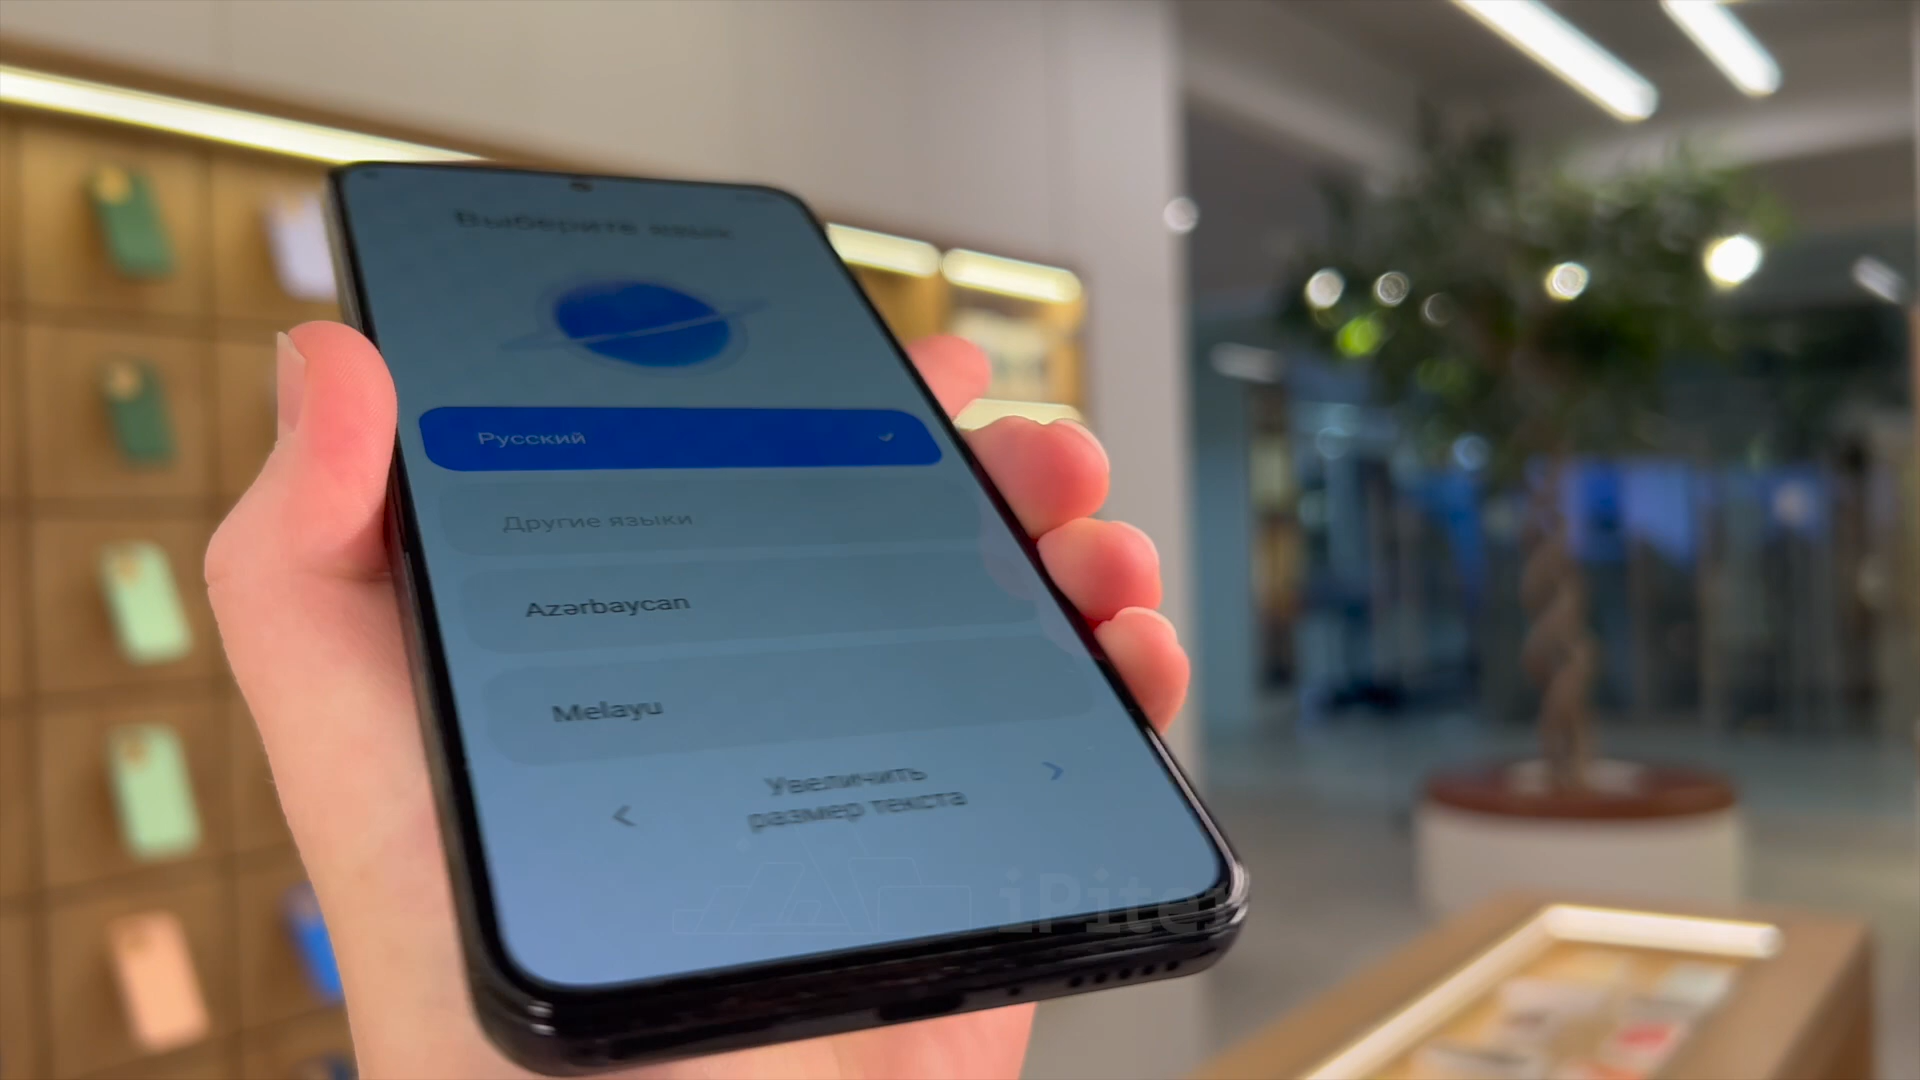 Выберите язык
Русский
Другие языки
Azərbaycan
Melayu
Увеличить
размер текста
iPiter